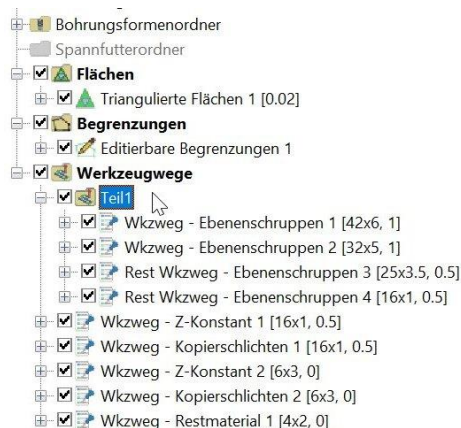 Bohrungsformenordner
Spannfutterordner
Flächen
Triangulierte Flächen 1 [0.02]
Begrenzungen
Editierbare Begrenzungen 1
Werkzeugwege
Teil1
Wkzweg - Ebenenschruppen 1 [42x6, 1]
Wkzweg - Ebenenschruppen 2 [32x5, 1]
Rest Wkzweg - Ebenenschruppen 3 [25x3.5, 0.5]
Rest Wkzweg - Ebenenschruppen 4 [16x1, 0.5]
Wkzweg - Z-Konstant 1 [16x1, 0.5]
Wkzweg - Kopierschlichten 1 [16x1, 0.5]
Wkzweg - Z-Konstant 2 [6x3, 0]
Wkzweg - Kopierschlichten 2 [6x3, 0]
Wkzweg - Restmaterial 1 [4x2, 0]